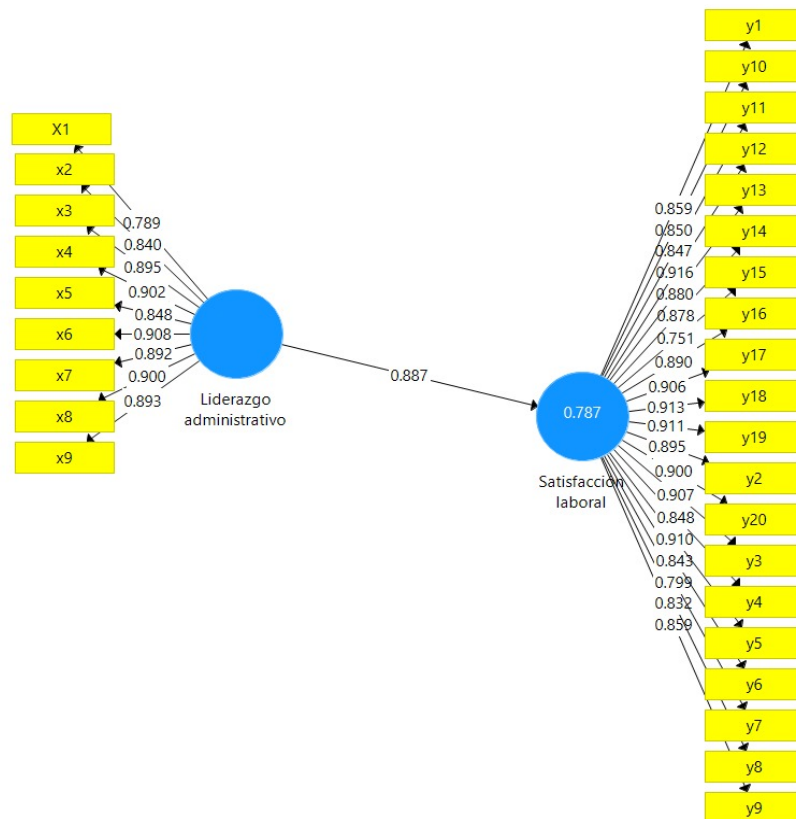 X1
x2
x3
x4
x5
x6
x7
x8
x9
0.789
0.840
0.895
0.902
0.848
0.908
0.892
0.900
0.893
Liderazgo
administrativo
0.887
0.787
Satisfacción
laboral
0.859
0.850
0.847
0.916
0.880
0.878
0.751
0.890
0.906
0.913
0.911
0.895
0.900
0.907
0.848
0.910
0.843
0.799
0.832
0.859
y1
y10
y11
y12
y13
y14
y15
y16
y17
y18
y19
y2
y20
y3
y4
y5
y6
y7
y8
y9